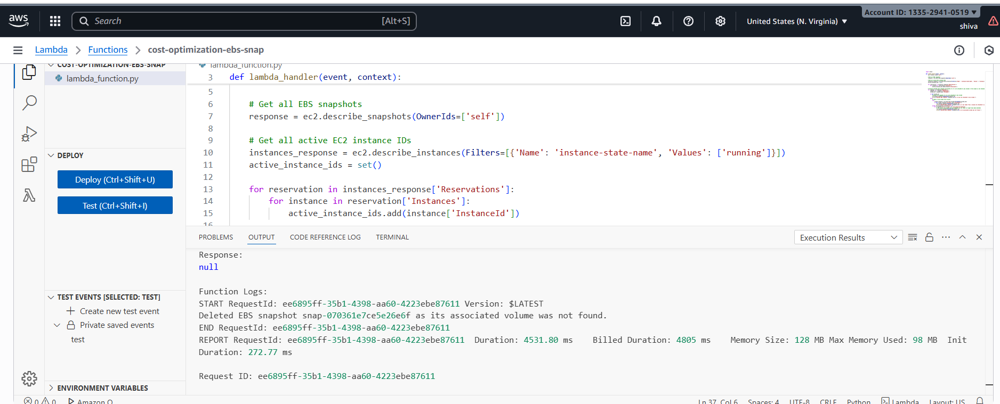 aws
Search
[Alt+S]
United States (N. Virginia) ▼
Account ID: 1335-2941-0519 ▼
shiva
Lambda > Functions > cost-optimization-ebs-snap
COST-OPTIMIZATION-EBS-SNAP
lambda_function.py
DEPLOY
Deploy (Ctrl+Shift+U)
Test (Ctrl+Shift+I)
TEST EVENTS [SELECTED: TEST]
Create new test event
Private saved events
test
ENVIRONMENT VARIABLES
lambda_function.py
3 def lambda_handler(event, context):
5
6 # Get all EBS snapshots
7 response = ec2.describe_snapshots(OwnerIds=['self'])
8
9 # Get all active EC2 instance IDs
10 instances_response = ec2.describe_instances(Filters=[{'Name': 'instance-state-name', 'Values': ['running']}])
11 active_instance_ids = set()
12
13 for reservation in instances_response['Reservations']:
14 for instance in reservation['Instances']:
15 active_instance_ids.add(instance['InstanceId'])
16
PROBLEMS OUTPUT CODE REFERENCE LOG TERMINAL
Execution Results
Response:
null
Function Logs:
START RequestId: ee6895ff-35b1-4398-aa60-4223ebe87611 Version: $LATEST
Deleted EBS snapshot snap-070361e7ce5e26e6f as its associated volume was not found.
END RequestId: ee6895ff-35b1-4398-aa60-4223ebe87611
REPORT RequestId: ee6895ff-35b1-4398-aa60-4223ebe87611 Duration: 4531.80 ms Billed Duration: 4805 ms Memory Size: 128 MB Max Memory Used: 98 MB Init
Duration: 272.77 ms
Request ID: ee6895ff-35b1-4398-aa60-4223ebe87611
0 0 Amazon Q
Ln 37, Col 6 Spaces: 4 UTF-8 CRLF Python Lambda Layout: US